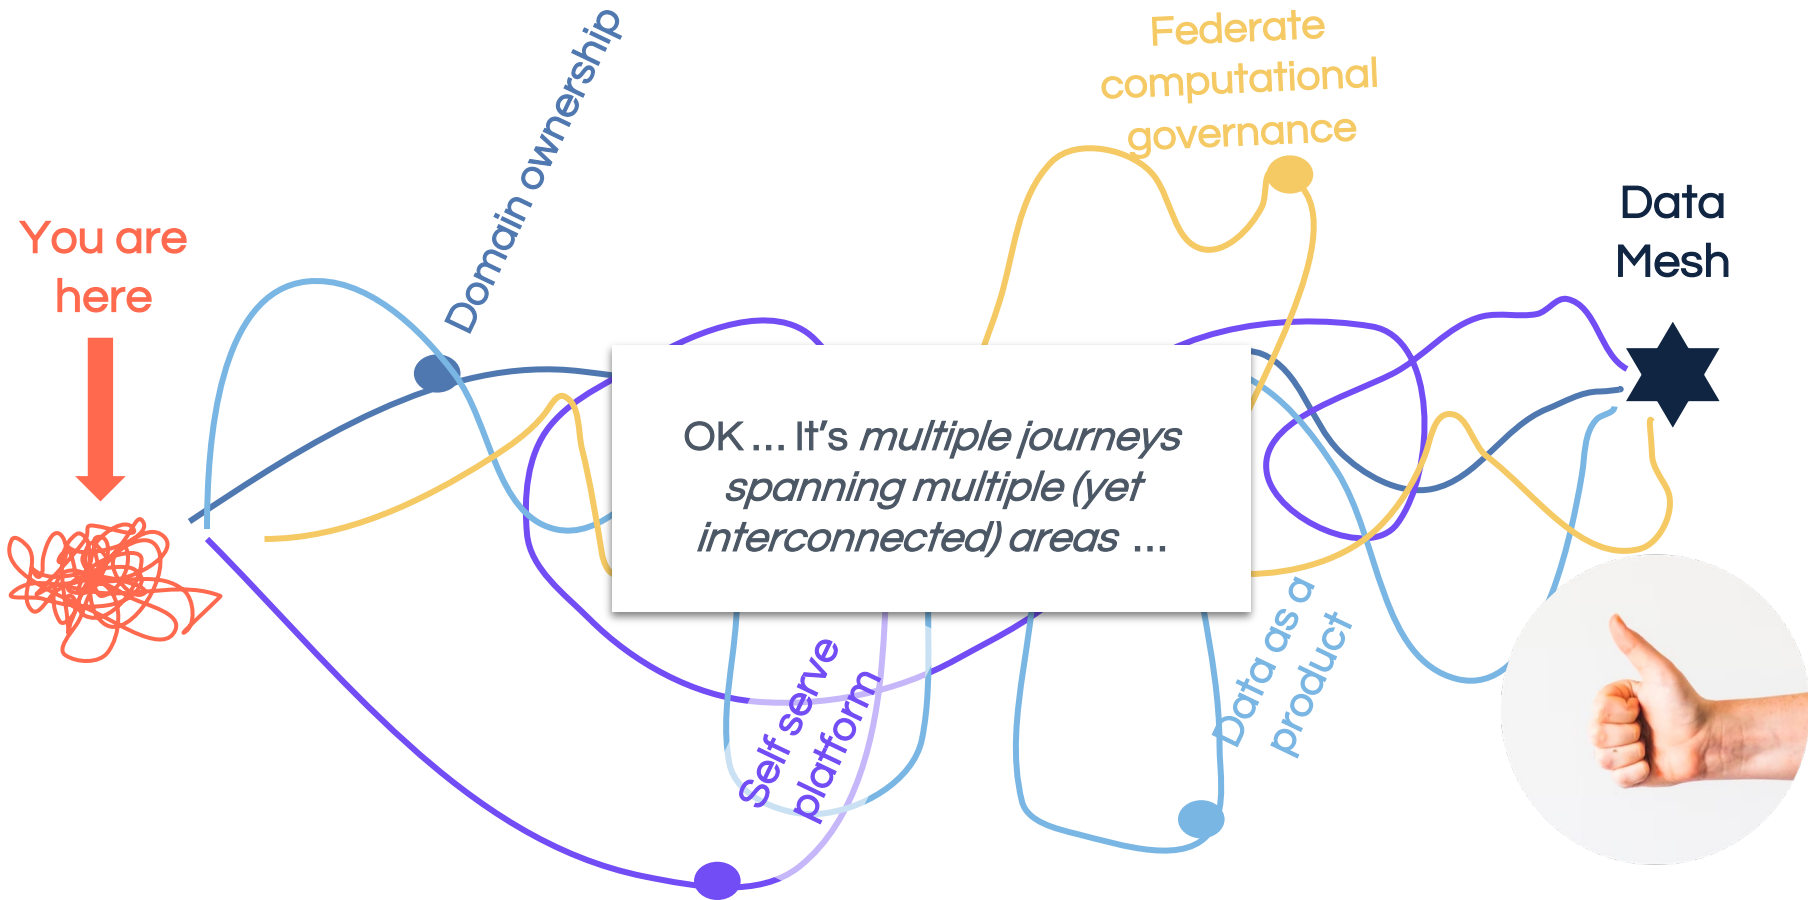 You are
here
Domain ownership
Federate
computational
governance
Data
Mesh
OK ... It’s multiple journeys
spanning multiple (yet
interconnected) areas ...
Self serve
platform
Data as a
product